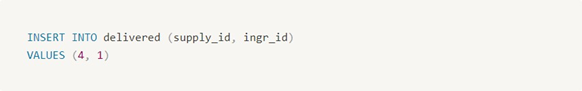 INSERT INTO delivered (supply_id, ingr_id)
VALUES (4, 1)